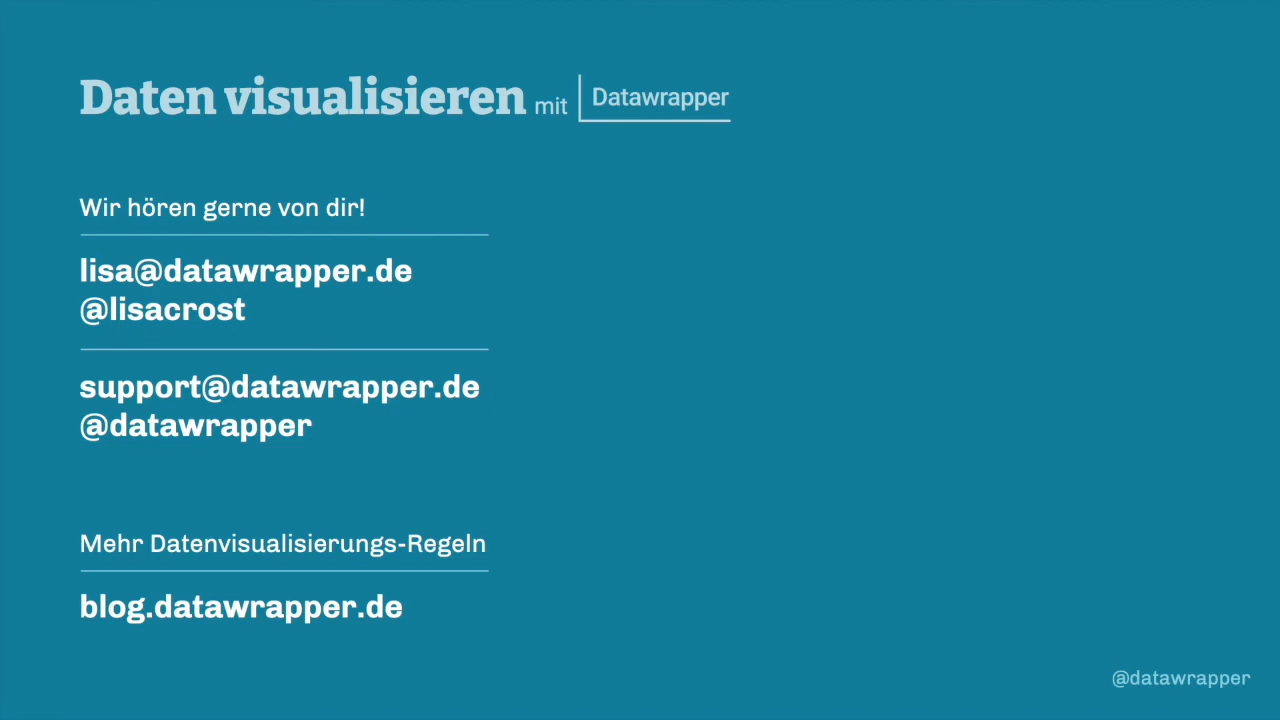 Daten visualisieren mit Datawrapper
Wir hören gerne von dir!
lisa@datawrapper.de
@lisacrost
support@datawrapper.de
@datawrapper
Mehr Datenvisualisierungs-Regeln
blog.datawrapper.de
@datawrapper